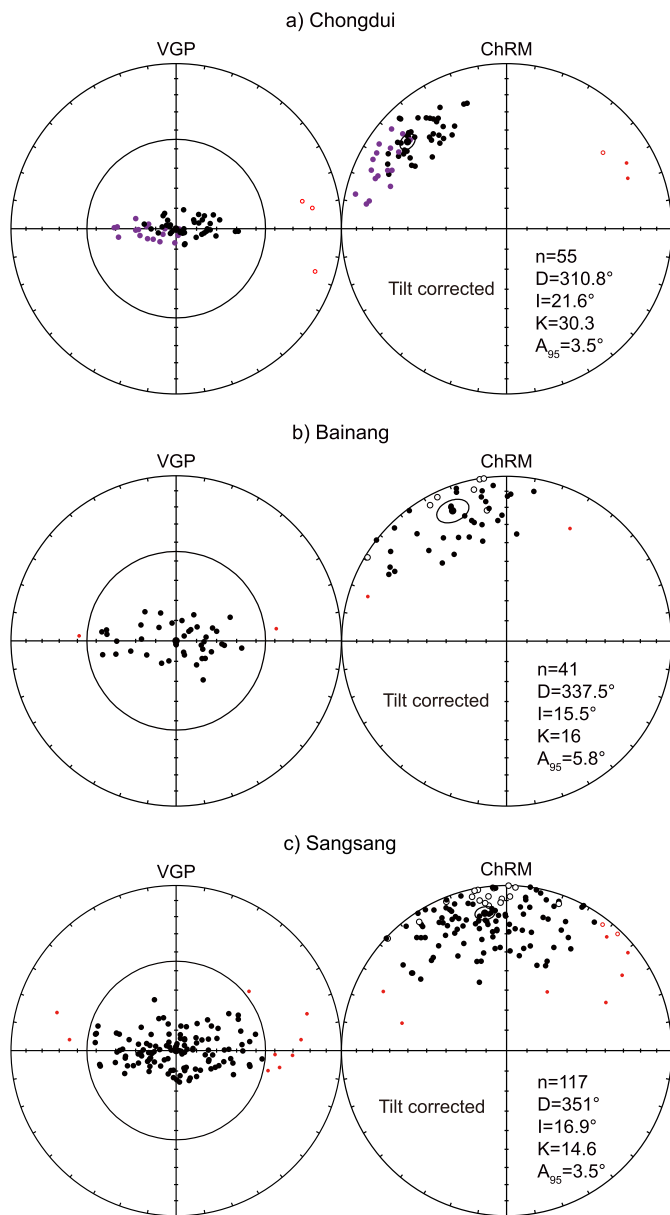 a) Chongdui
VGP
ChRM
Tilt corrected
n=55
D=310.8°
I=21.6°
K=30.3
A95=3.5°
b) Bainang
VGP
ChRM
Tilt corrected
n=41
D=337.5°
I=15.5°
K=16
A95=5.8°
c) Sangsang
VGP
ChRM
Tilt corrected
n=117
D=351°
I=16.9°
K=14.6
A95=3.5°